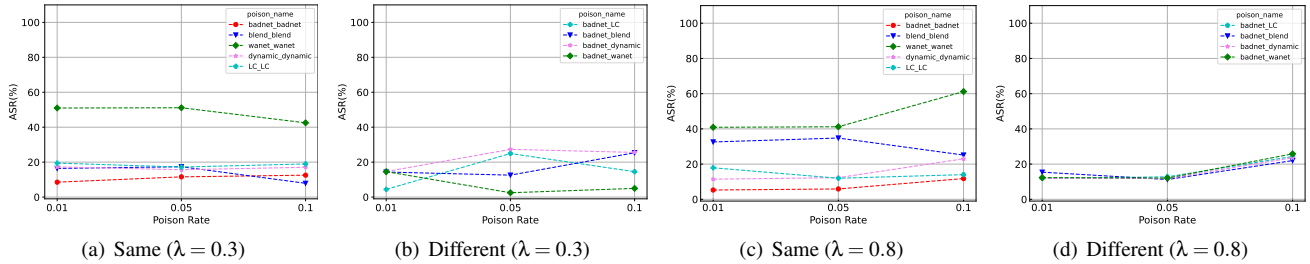 poison_name
badnet_badnet
blend_blend
wanet_wanet
dynamic_dynamic
LC_LC
100
80
60
40
20
0
ASR(%)
0.01
0.05
0.1
Poison Rate
(a) Same (λ = 0.3)
poison_name
badnet_LC
badnet_blend
badnet_dynamic
badnet_wanet
100
80
60
40
20
0
ASR(%)
0.01
0.05
0.1
Poison Rate
(b) Different (λ = 0.3)
poison_name
badnet_badnet
blend_blend
wanet_wanet
dynamic_dynamic
LC_LC
100
80
60
40
20
0
ASR(%)
0.01
0.05
0.1
Poison Rate
(c) Same (λ = 0.8)
poison_name
badnet_LC
badnet_blend
badnet_dynamic
badnet_wanet
100
80
60
40
20
0
ASR(%)
0.01
0.05
0.1
Poison Rate
(d) Different (λ = 0.8)